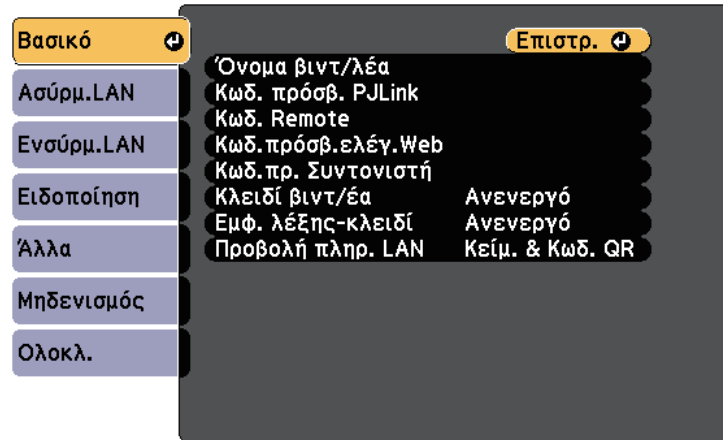 Βασικό
Επιστρ.
Όνομα βιντ/λέα
Ασύρμ.LAN
Κωδ. πρόσβ. PJLink
Κωδ. Remote
Ενσύρμ.LAN
Κωδ.πρόσβ.ελέγ.Web
Κωδ.πρ. Συντονιστή
Ειδοποίηση
Κλειδί βιντ/έα Ανενεργό
Εμφ. λέξης-κλειδί Ανενεργό
Άλλα
Προβολή πληρ. LAN Κείμ. & Κωδ. QR
Μηδενισμός
Ολοκλ.